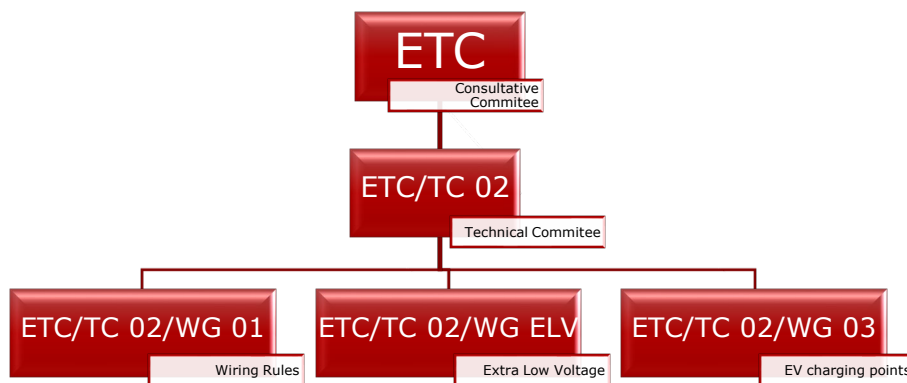 ETC
Consultative
Commitee
ETC/TC 02
Technical Commitee
ETC/TC 02/WG 01
Wiring Rules
ETC/TC 02/WG ELV
Extra Low Voltage
ETC/TC 02/WG 03
EV charging points